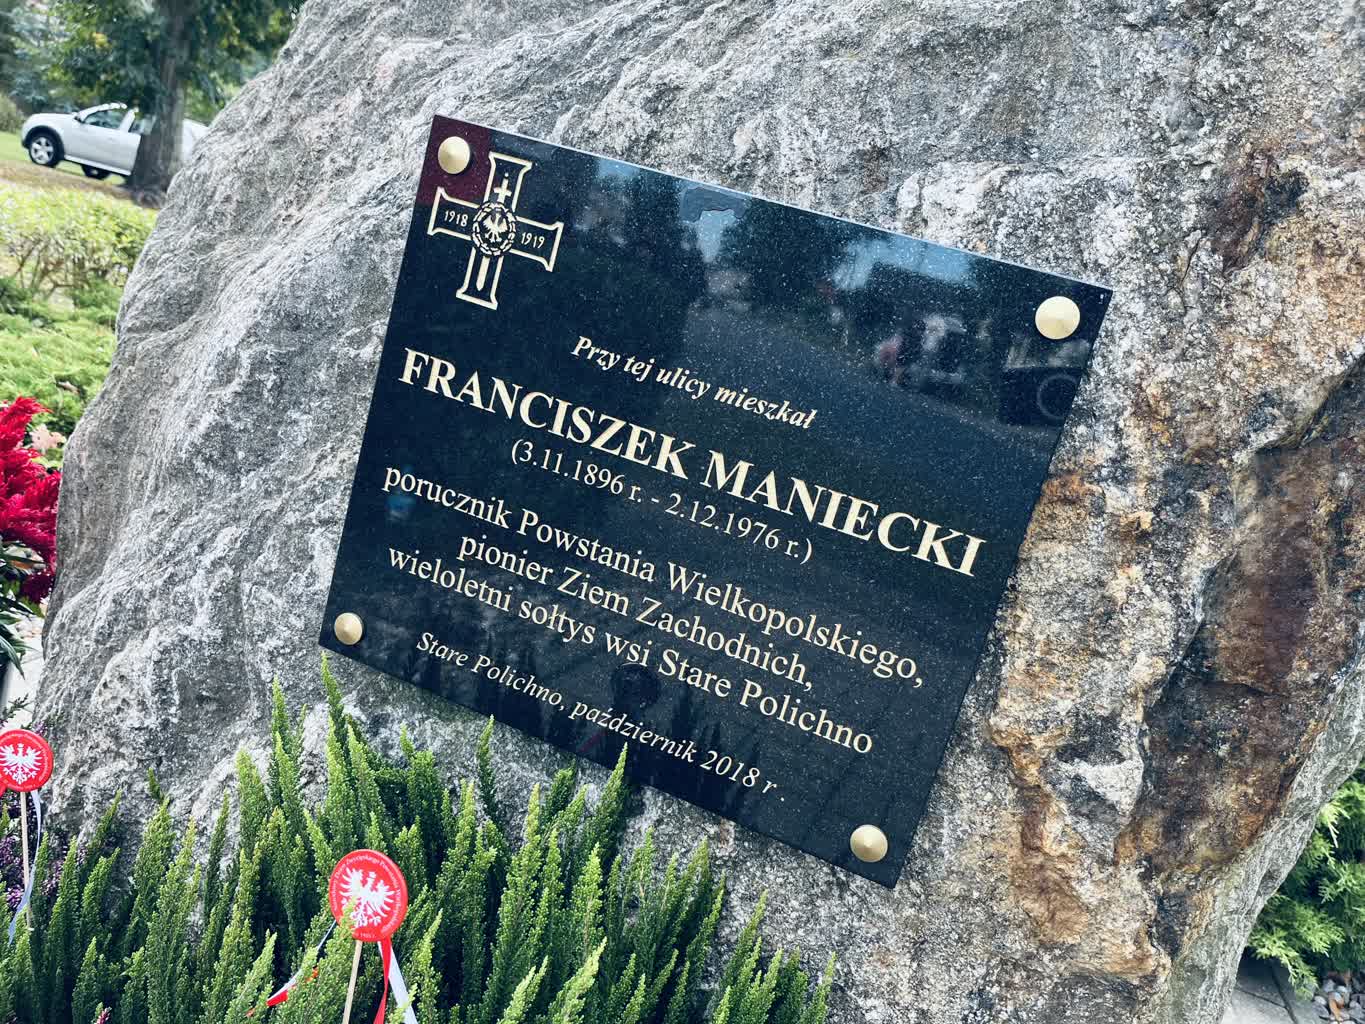 1918 1919
Przy tej ulicy mieszkał
FRANCISZEK MANIECKI
(3.11.1896 r. - 2.12.1976 r.)
porucznik Powstania Wielkopolskiego,
pionier Ziem Zachodnich,
wieloletni sołtys wsi Stare Polichno
Stare Polichno, październik 2018 r.